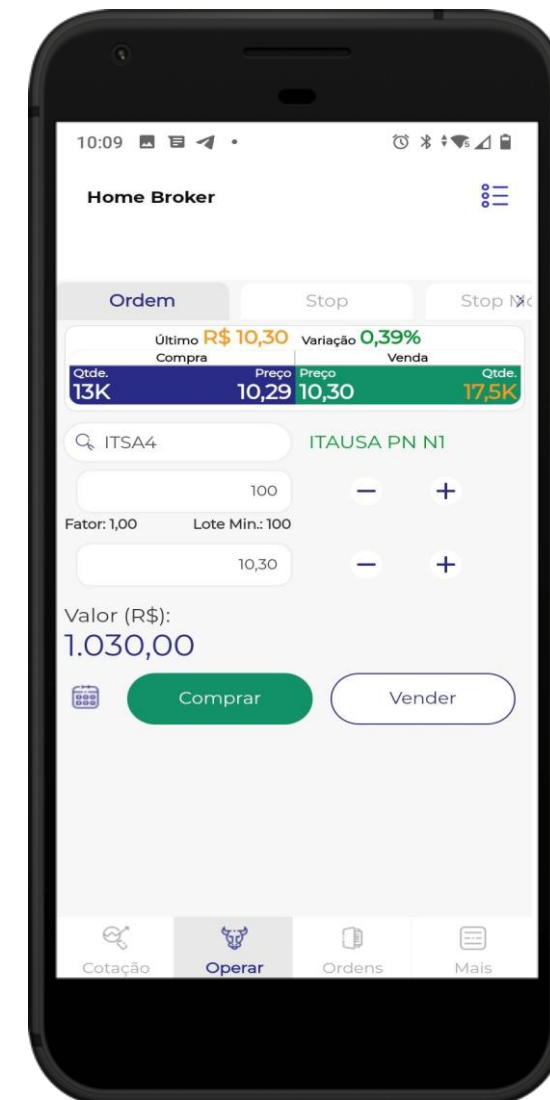 10:09
Home Broker
Ordem Stop Stop
Último R$ 10,30 Variação 0,39%
Compra Venda
Qtde. Preço Preço Qtde.
13K 10,29 10,30 17,5K
ITSA4 ITAUSA PN N1
100
Fator: 1,00 Lote Min.: 100
10,30
Valor (R$):
1.030,00
Comprar Vender
Cotação Operar Ordens Mais